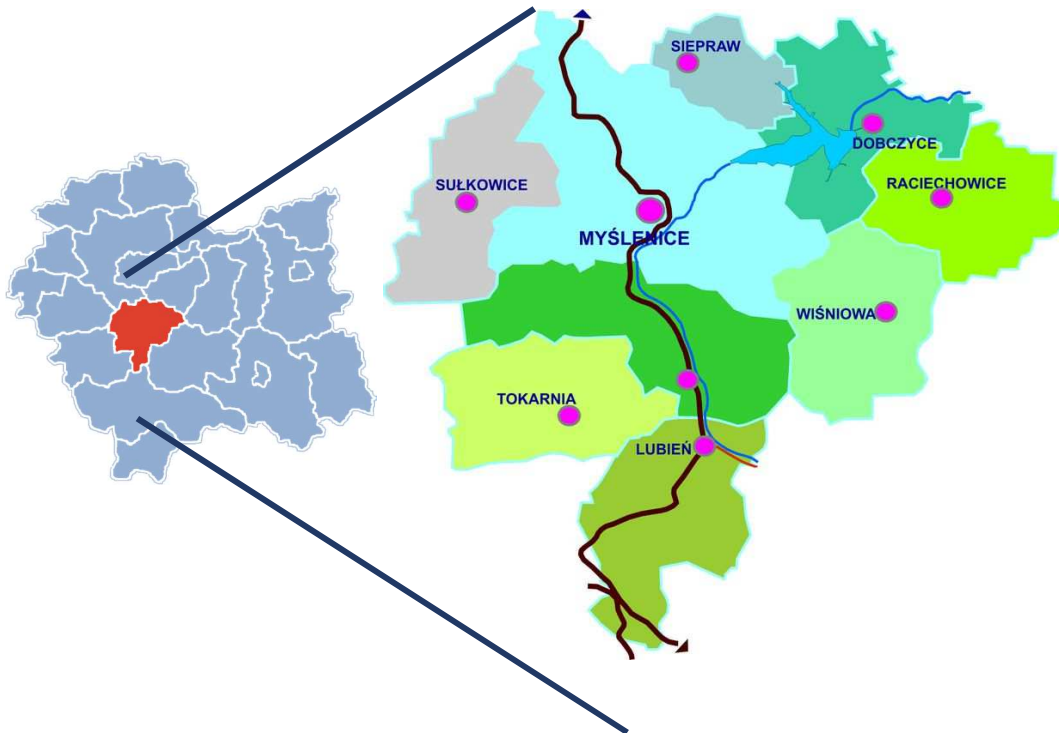 SIEPRAW
DOBCZYCE
SUŁKOWICE
RACIECHOWICE
MYŚLENICE
WIŚNIOWA
TOKARNIA
LUBIEŃ